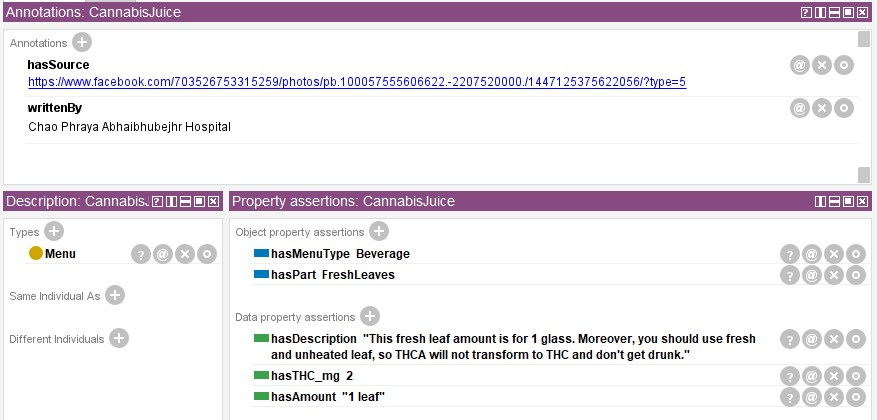 Annotations: CannabisJuice
Annotations
hasSource
https://www.facebook.com/703526753315259/photos/pb.100057555606622.-2207520000./1447125375622056/?type=5
writtenBy
Chao Phraya Abhaibhubejhr Hospital
Description: CannabisJ
Types
Menu
Same Individual As
Different Individuals
Property assertions: CannabisJuice
Object property assertions
hasMenuType Beverage
hasPart FreshLeaves
Data property assertions
hasDescription "This fresh leaf amount is for 1 glass. Moreover, you should use fresh
and unheated leaf, so THCA will not transform to THC and don't get drunk."
hasTHC_mg 2
hasAmount "1 leaf"